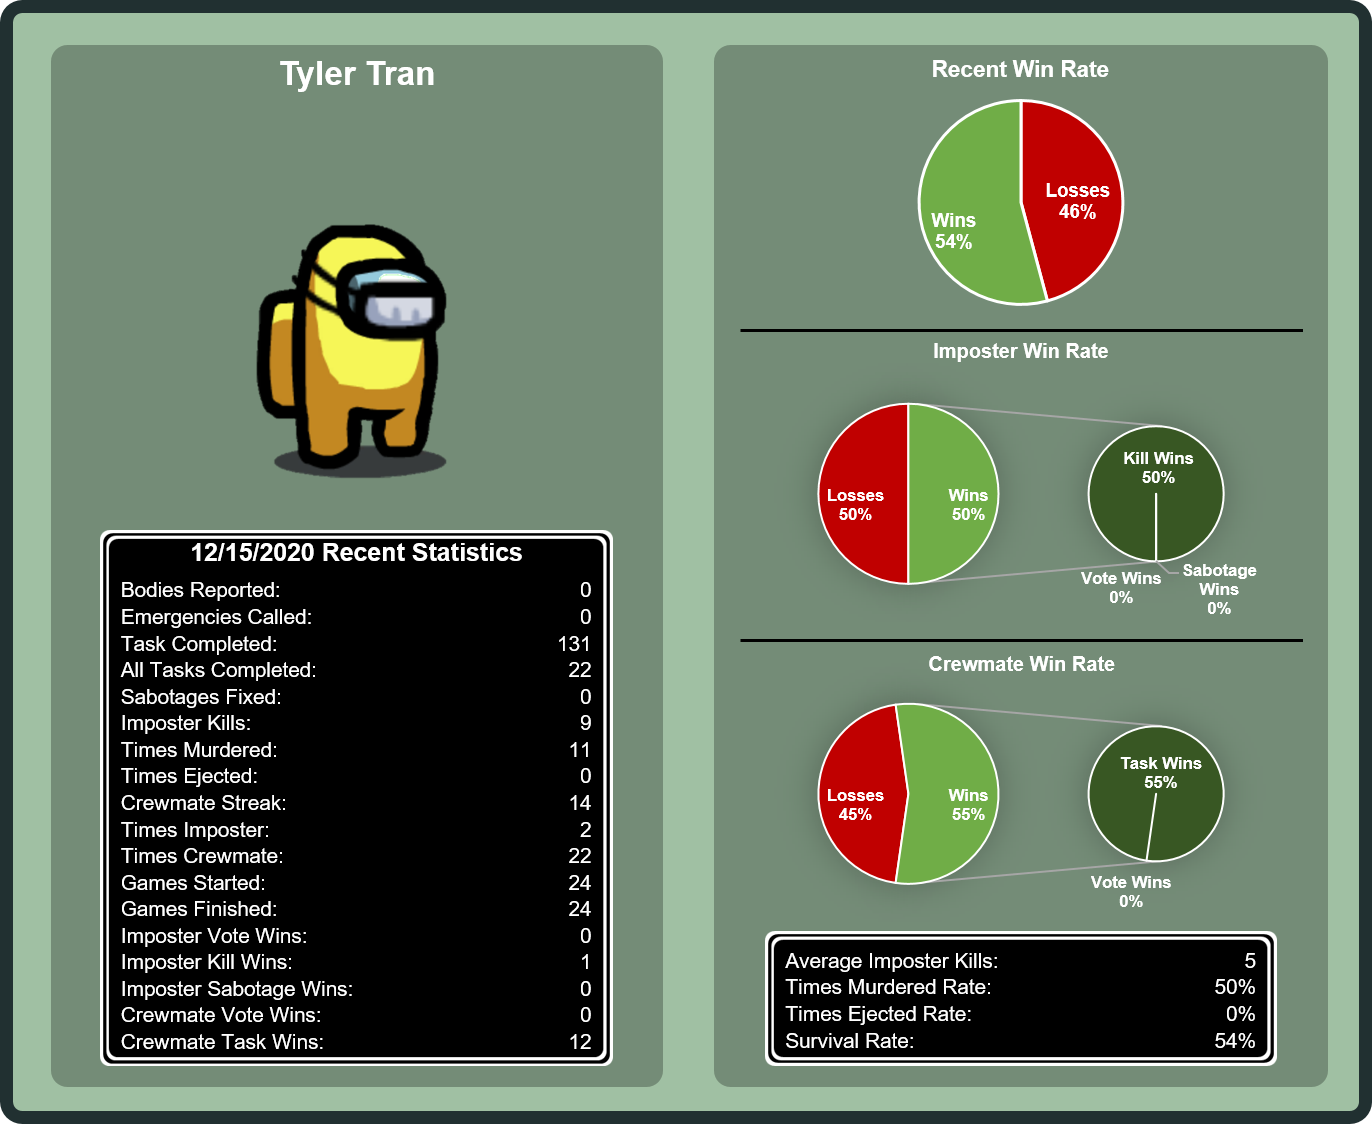 Tyler Tran
12/15/2020 Recent Statistics
Bodies Reported: 0
Emergencies Called: 0
Task Completed: 131
All Tasks Completed: 22
Sabotages Fixed: 0
Imposter Kills: 9
Times Murdered: 11
Times Ejected: 0
Crewmate Streak: 14
Times Imposter: 2
Times Crewmate: 22
Games Started: 24
Games Finished: 24
Imposter Vote Wins: 0
Imposter Kill Wins: 1
Imposter Sabotage Wins: 0
Crewmate Vote Wins: 0
Crewmate Task Wins: 12
Recent Win Rate
Losses
46%
Wins
54%
Imposter Win Rate
Losses
50%
Wins
50%
Kill Wins
50%
Vote Wins
0%
Sabotage
Wins
0%
Crewmate Win Rate
Losses
45%
Wins
55%
Task Wins
55%
Vote Wins
0%
Average Imposter Kills: 5
Times Murdered Rate: 50%
Times Ejected Rate: 0%
Survival Rate: 54%